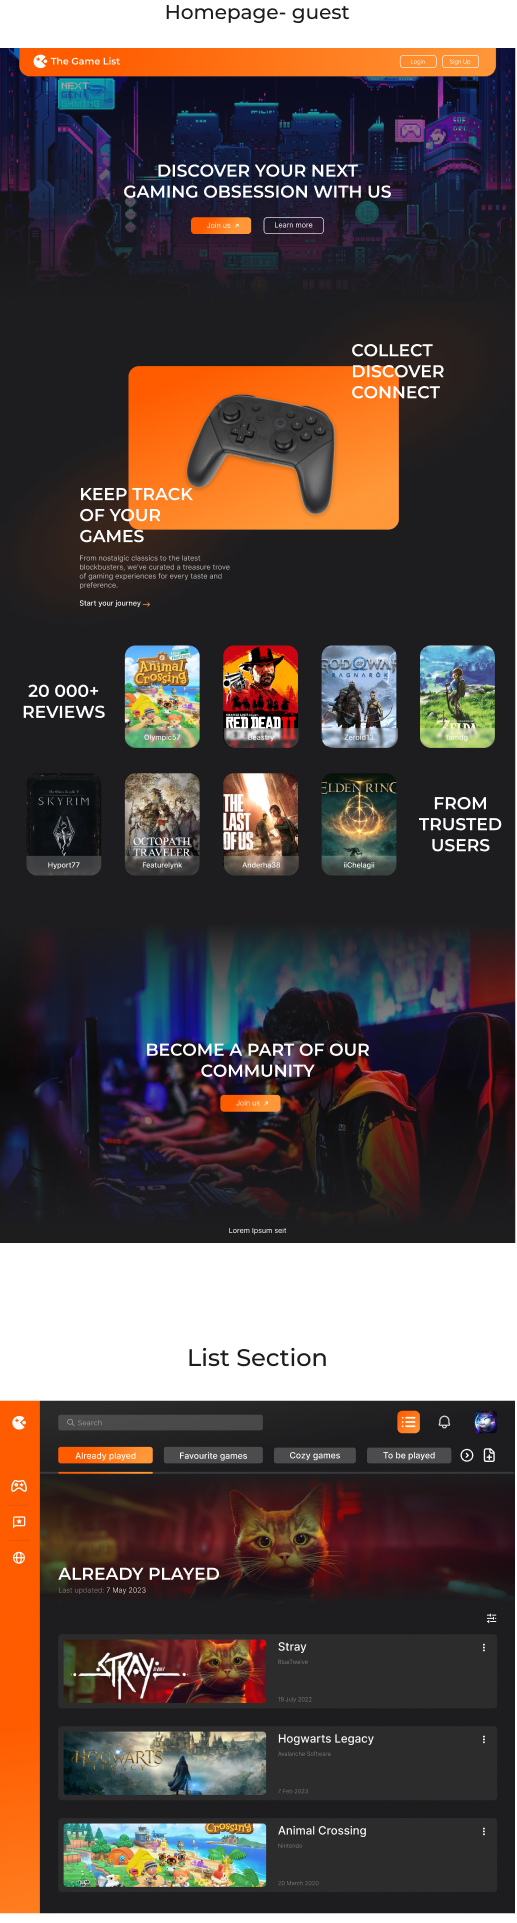 Homepage- guest
The Game List
Login
Sign Up
NEXT
GEN
GAMING
DISCOVER YOUR NEXT
GAMING OBSESSION WITH US
Join us
Learn more
COLLECT
DISCOVER
CONNECT
KEEP TRACK
OF YOUR
GAMES
From nostalgic classics to the latest
blockbusters, we've curated a treasure trove
of gaming experiences for every taste and
preference.
Start your journey →
20 000+
REVIEWS
Animal
Crossing
Olympic57
RED DEAD
Beastry
GOD OF WAR
RAGNARÖK
Zeroid13
ZELDA
SKYRIM
Hyport77
OCTOPATH
TRAVELER
Featurelynk
THE
LAST
OF US
Anderha38
ELDEN RING
iiChelagii
FROM
TRUSTED
USERS
BECOME A PART OF OUR
COMMUNITY
Join us
Lorem Ipsum seit
List Section
Search
Already played
Favourite games
Cozy games
To be played
ALREADY PLAYED
Last updated: 7 May 2023
STRAY
Stray
BlueTwelve
19 July 2022
HOGWARTS
Hogwarts Legacy
Avalanche Software
7 Feb 2023
Crossing
Animal Crossing
Nintendo
20 March 2020